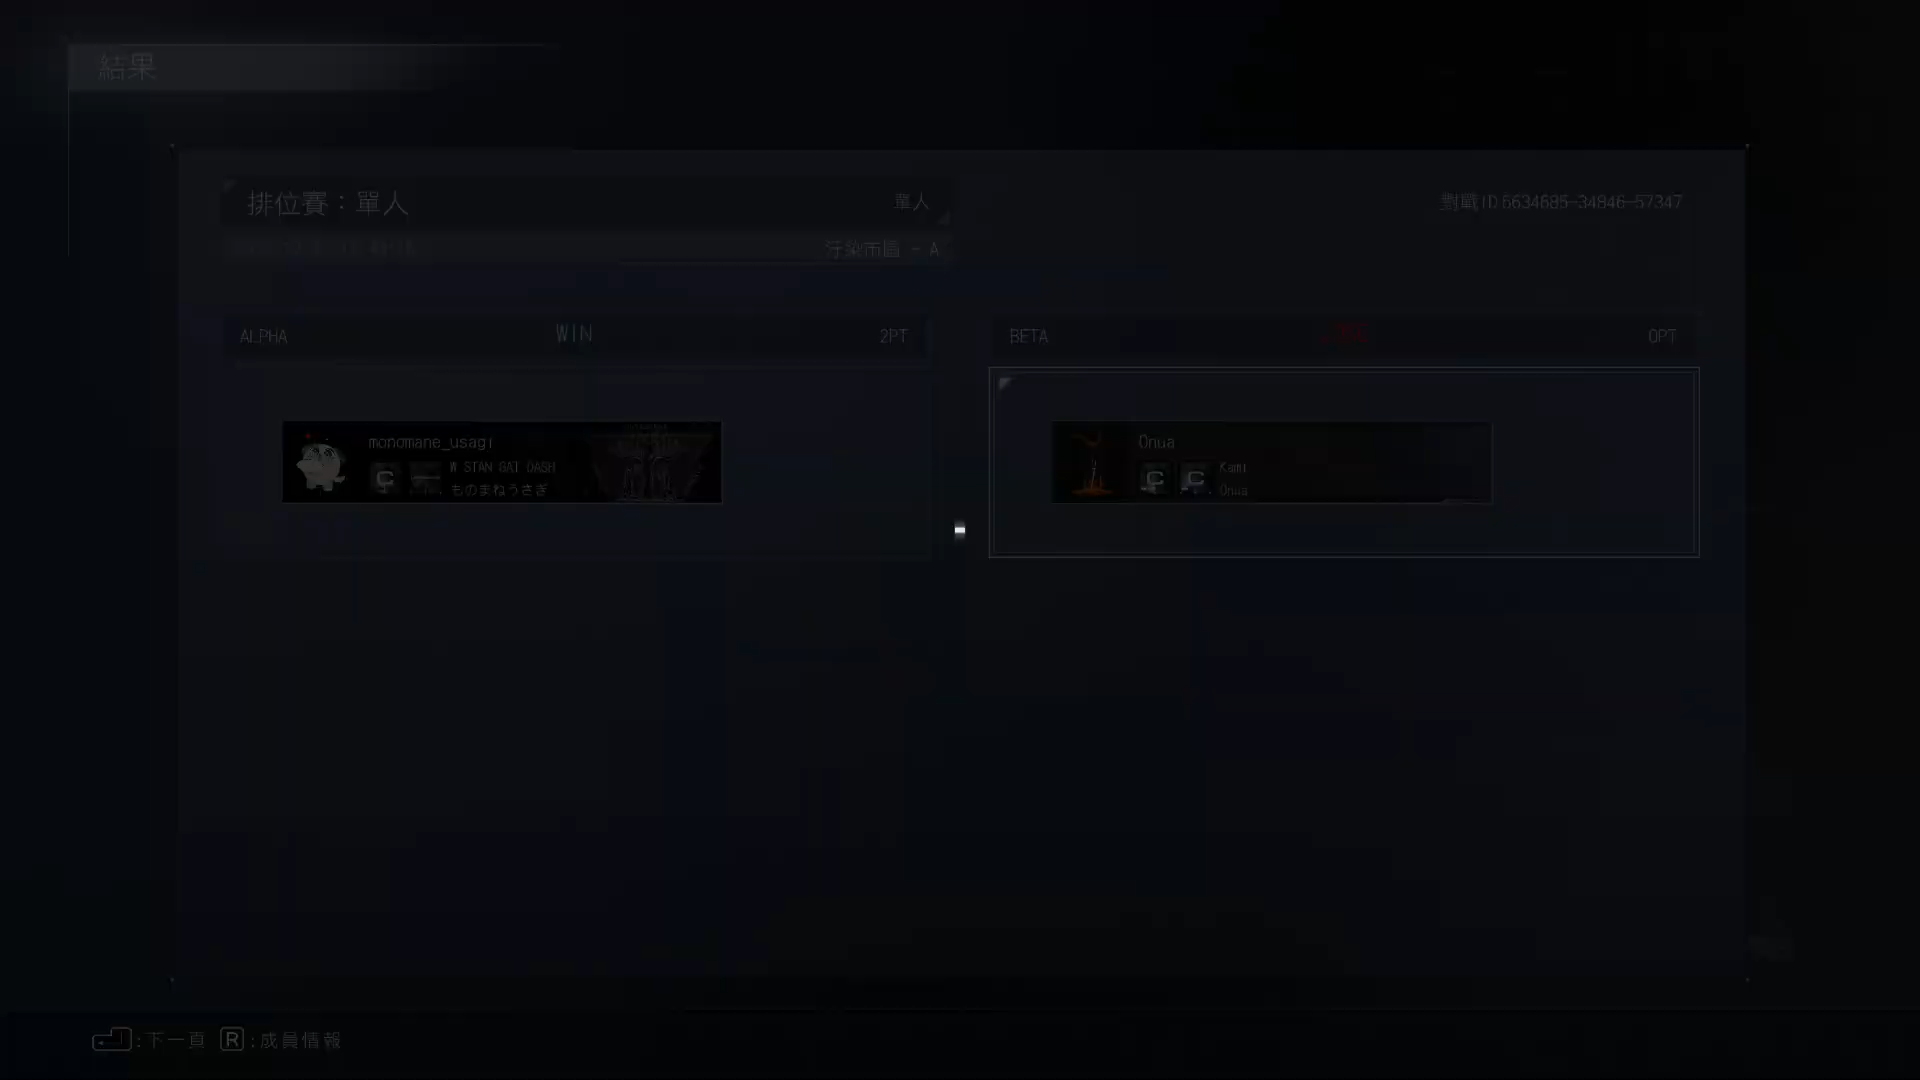 結果
排位賽：單人
單人
對戰ID 5634685-34846-57347
汙染市區 - A
ALPHA
WIN
2PT
BETA
LOSE
0PT
monomane_usagi
C
W STAN GAT DASH
ものまねうさぎ
Onua
C
C
Kami
Onua
:下一頁
R:成員情報